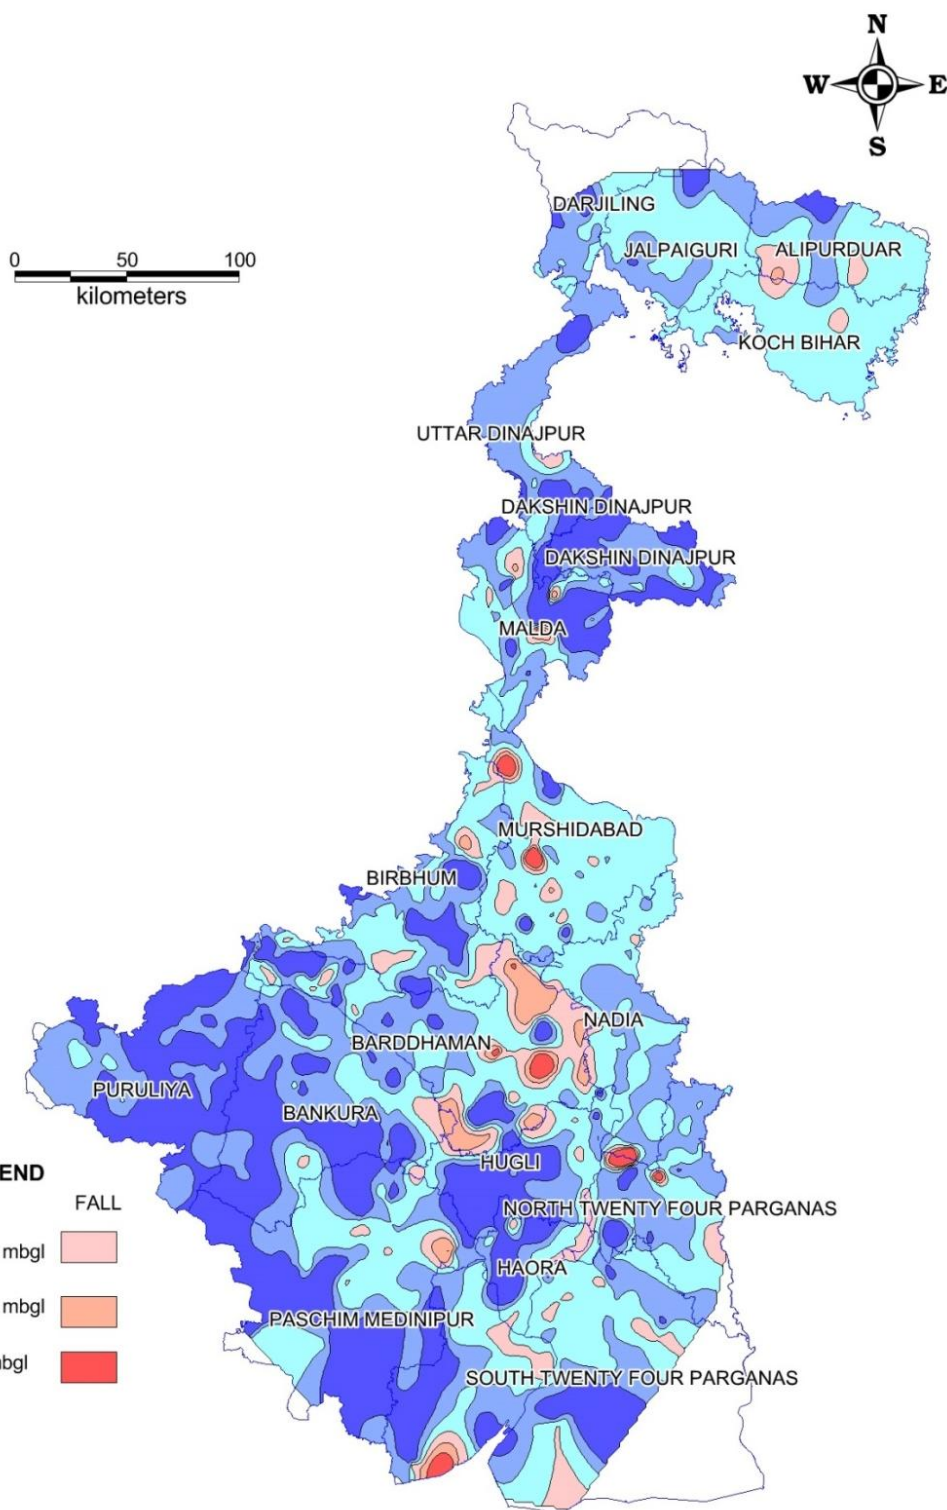 N
W E
S
DARJILING
JALPAIGURI
ALIPURDUAR
0 50 100
kilometers
KOCH BIHAR
UTTAR DINAJPUR
DAKSHIN DINAJPUR
DAKSHIN DINAJPUR
MALDA
MURSHIDABAD
BIRBHUM
NADIA
BARDDHAMAN
PURULIYA
BANKURA
HUGLI
END
FALL
NORTH TWENTY FOUR PARGANAS
mbgl
HAORA
mbgl
PASCHIM MEDINIPUR
mbgl
SOUTH TWENTY FOUR PARGANAS